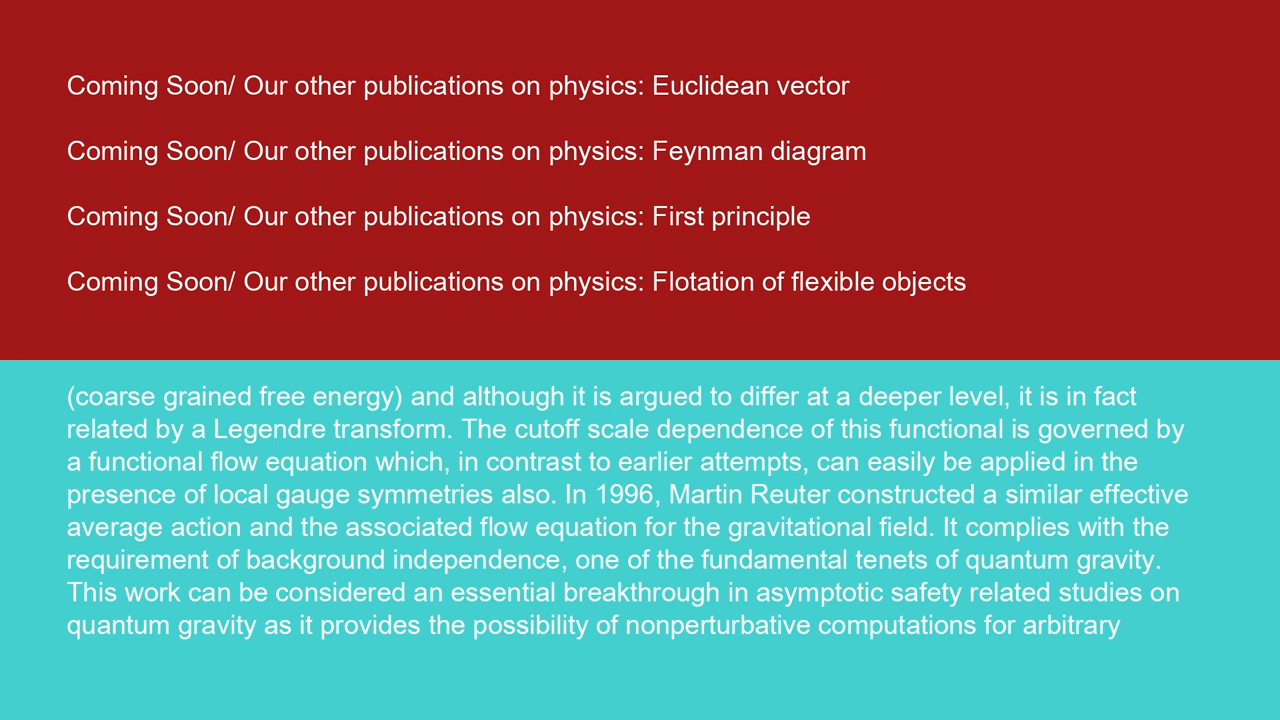 Coming Soon/ Our other publications on physics: Euclidean vector
Coming Soon/ Our other publications on physics: Feynman diagram
Coming Soon/ Our other publications on physics: First principle
Coming Soon/ Our other publications on physics: Flotation of flexible objects
(coarse grained free energy) and although it is argued to differ at a deeper level, it is in fact
related by a Legendre transform. The cutoff scale dependence of this functional is governed by
a functional flow equation which, in contrast to earlier attempts, can easily be applied in the
presence of local gauge symmetries also. In 1996, Martin Reuter constructed a similar effective
average action and the associated flow equation for the gravitational field. It complies with the
requirement of background independence, one of the fundamental tenets of quantum gravity.
This work can be considered an essential breakthrough in asymptotic safety related studies on
quantum gravity as it provides the possibility of nonperturbative computations for arbitrary